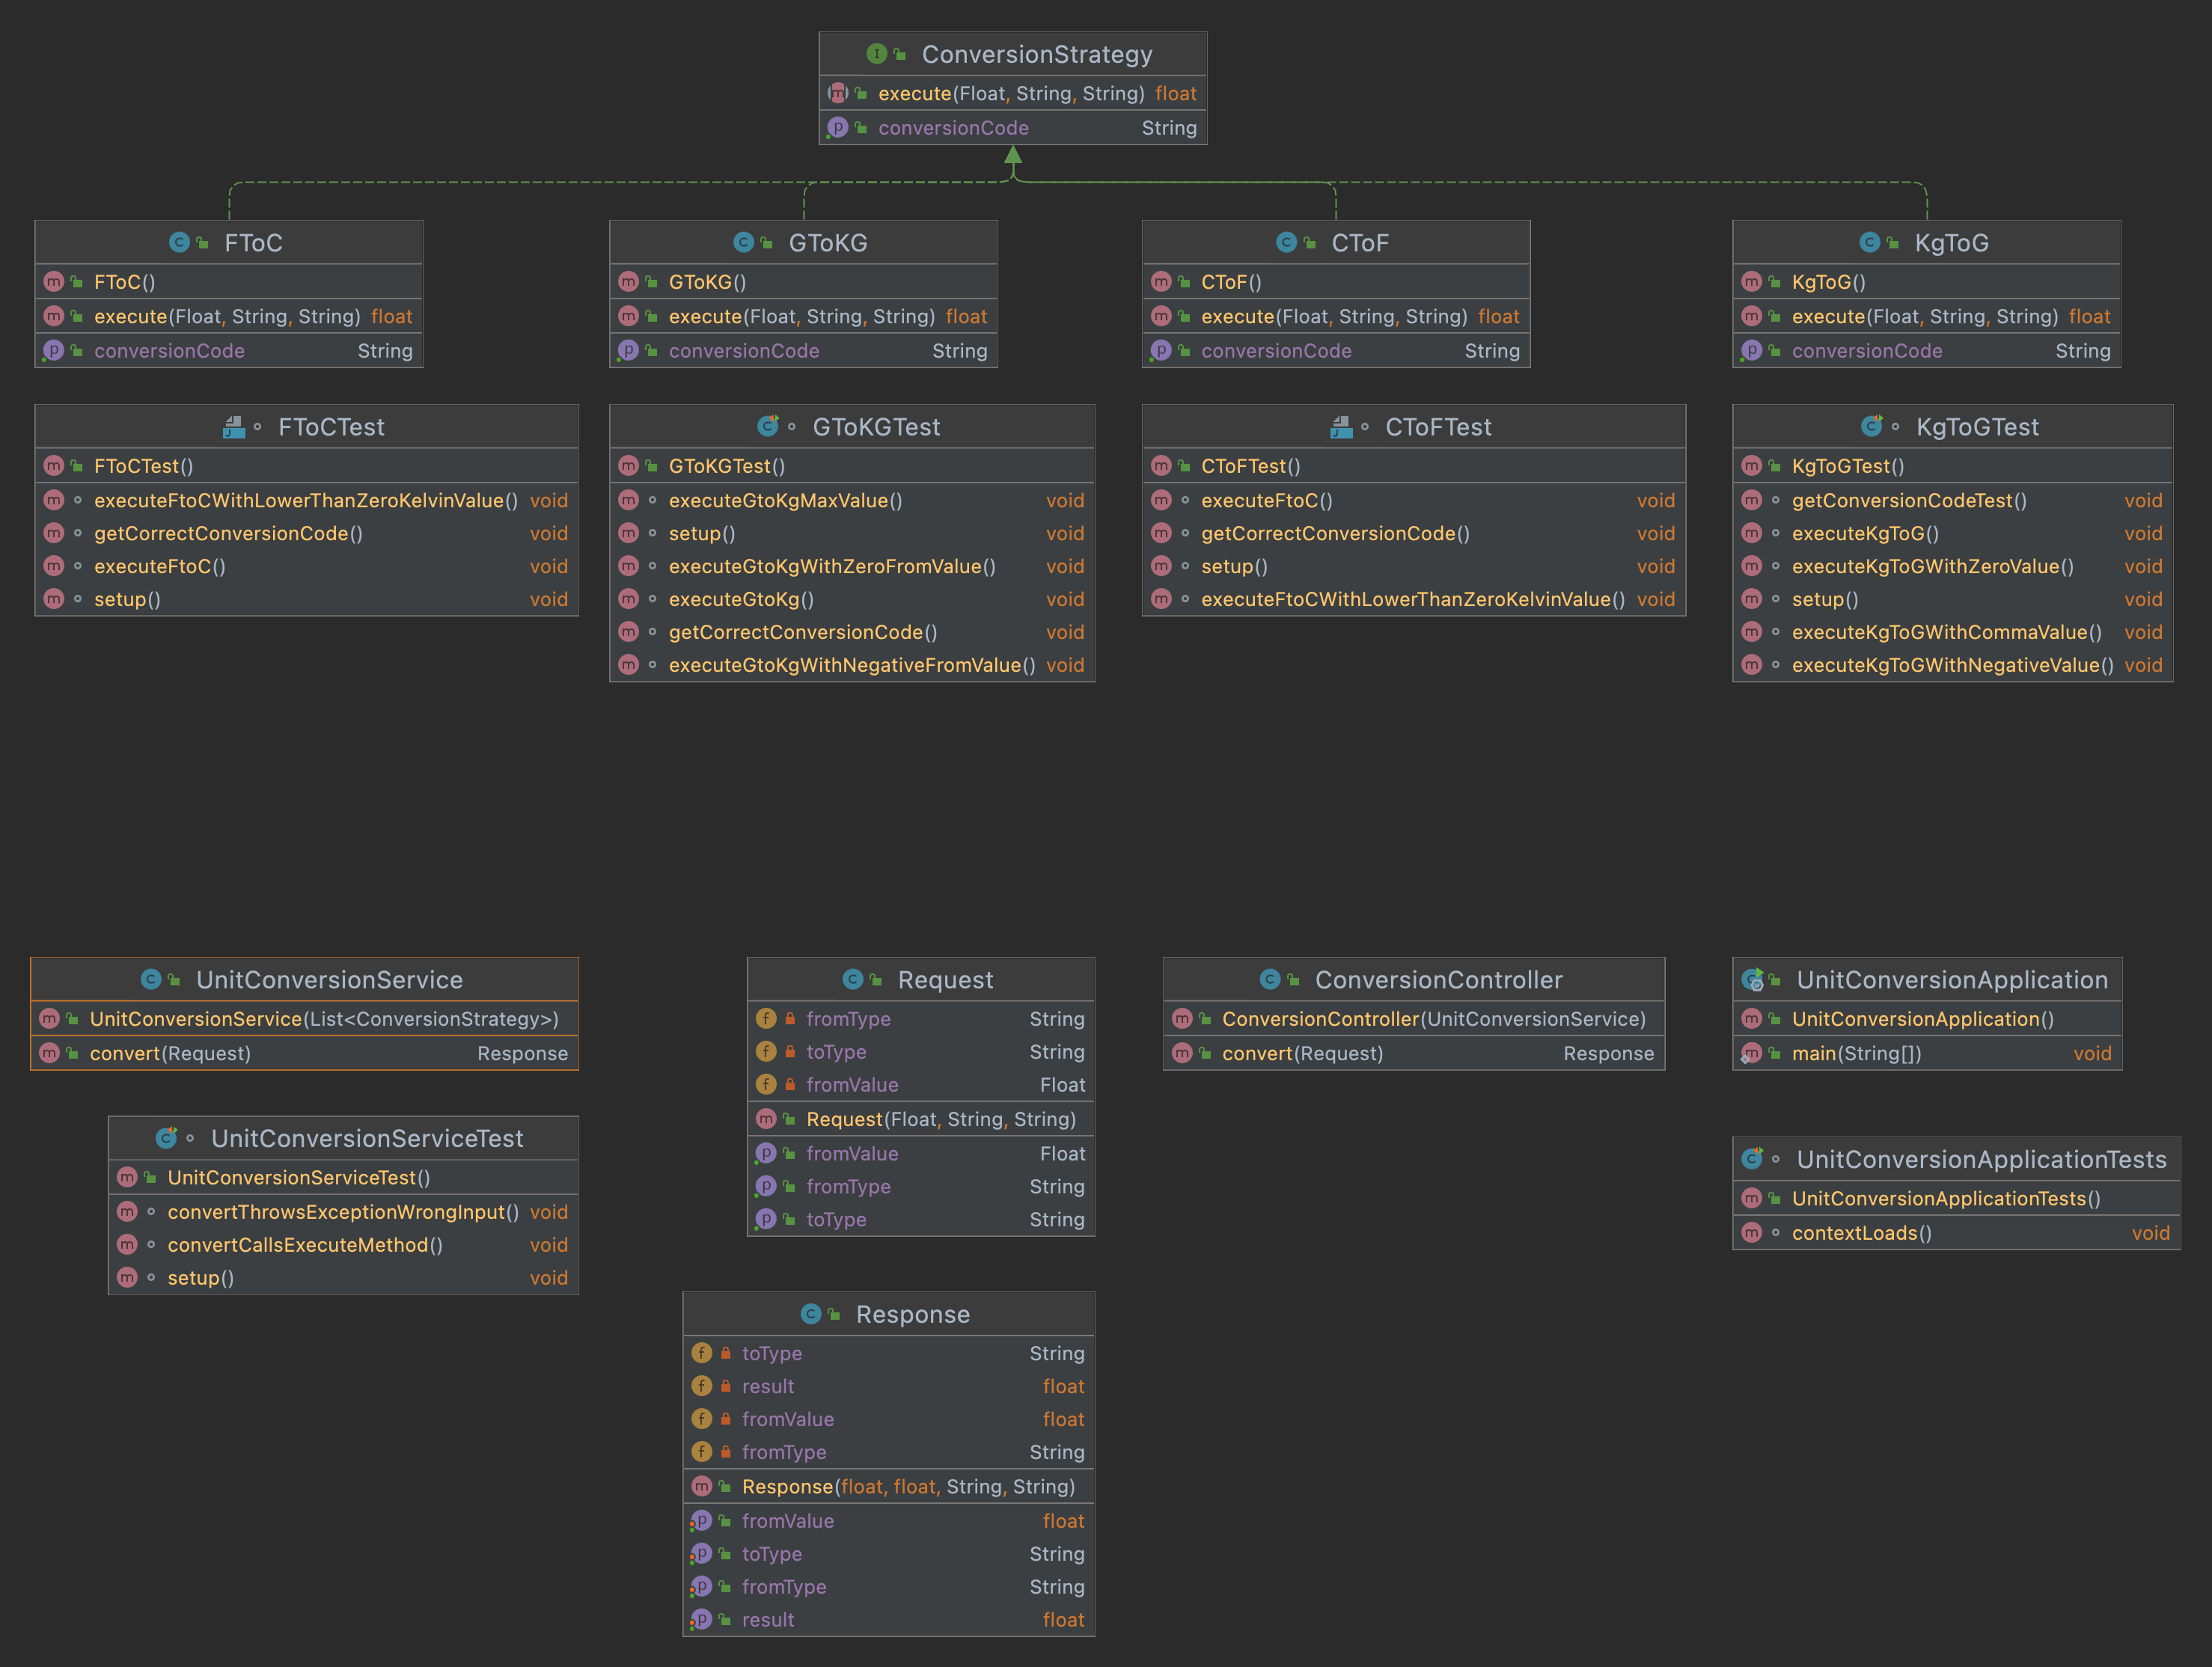 ConversionStrategy
execute(Float, String, String) float
conversionCode String
FToC
FToC()
execute(Float, String, String) float
conversionCode String
GToKG
GToKG()
execute(Float, String, String) float
conversionCode String
CToF
CToF()
execute(Float, String, String) float
conversionCode String
KgToG
KgToG()
execute(Float, String, String) float
conversionCode String
FToCTest
FToCTest()
executeFtoCWithLowerThanZeroKelvinValue() void
getCorrectConversionCode() void
executeFtoC() void
setup() void
GToKGTest
GToKGTest()
executeGtoKgMaxValue() void
setup() void
executeGtoKgWithZeroFromValue() void
executeGtoKg() void
getCorrectConversionCode() void
executeGtoKgWithNegativeFromValue() void
CToFTest
CToFTest()
executeFtoC() void
getCorrectConversionCode() void
setup() void
executeFtoCWithLowerThanZeroKelvinValue() void
KgToGTest
KgToGTest()
getConversionCodeTest() void
executeKgToG() void
executeKgToGWithZeroValue() void
setup() void
executeKgToGWithCommaValue() void
executeKgToGWithNegativeValue() void
UnitConversionService
UnitConversionService(List<ConversionStrategy>)
convert(Request) Response
UnitConversionServiceTest
UnitConversionServiceTest()
convertThrowsExceptionWrongInput() void
convertCallsExecuteMethod() void
setup() void
Request
fromType String
toType String
fromValue Float
Request(Float, String, String)
fromValue Float
fromType String
toType String
Response
toType String
result float
fromValue float
fromType String
Response(float, float, String, String)
fromValue float
toType String
fromType String
result float
ConversionController
ConversionController(UnitConversionService)
convert(Request) Response
UnitConversionApplication
UnitConversionApplication()
main(String[]) void
UnitConversionApplicationTests
UnitConversionApplicationTests()
contextLoads() void